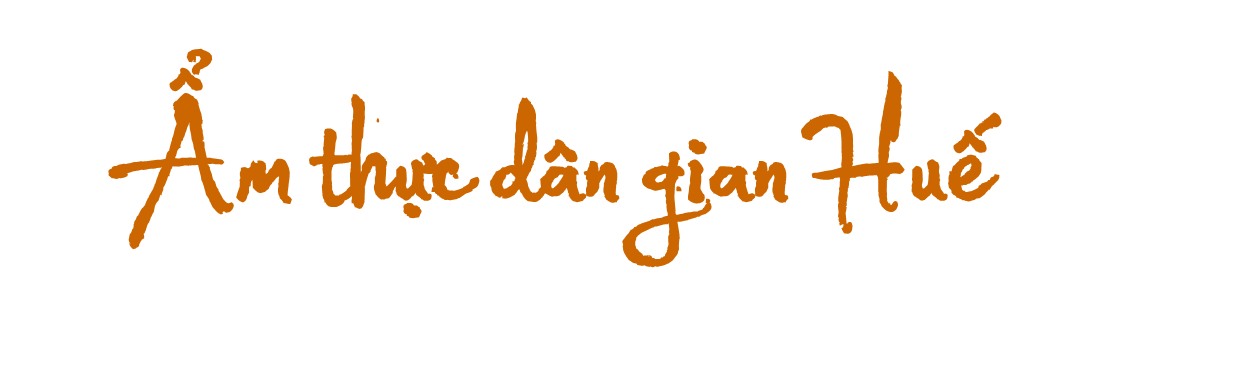 Ẩm thực dân gian Huế